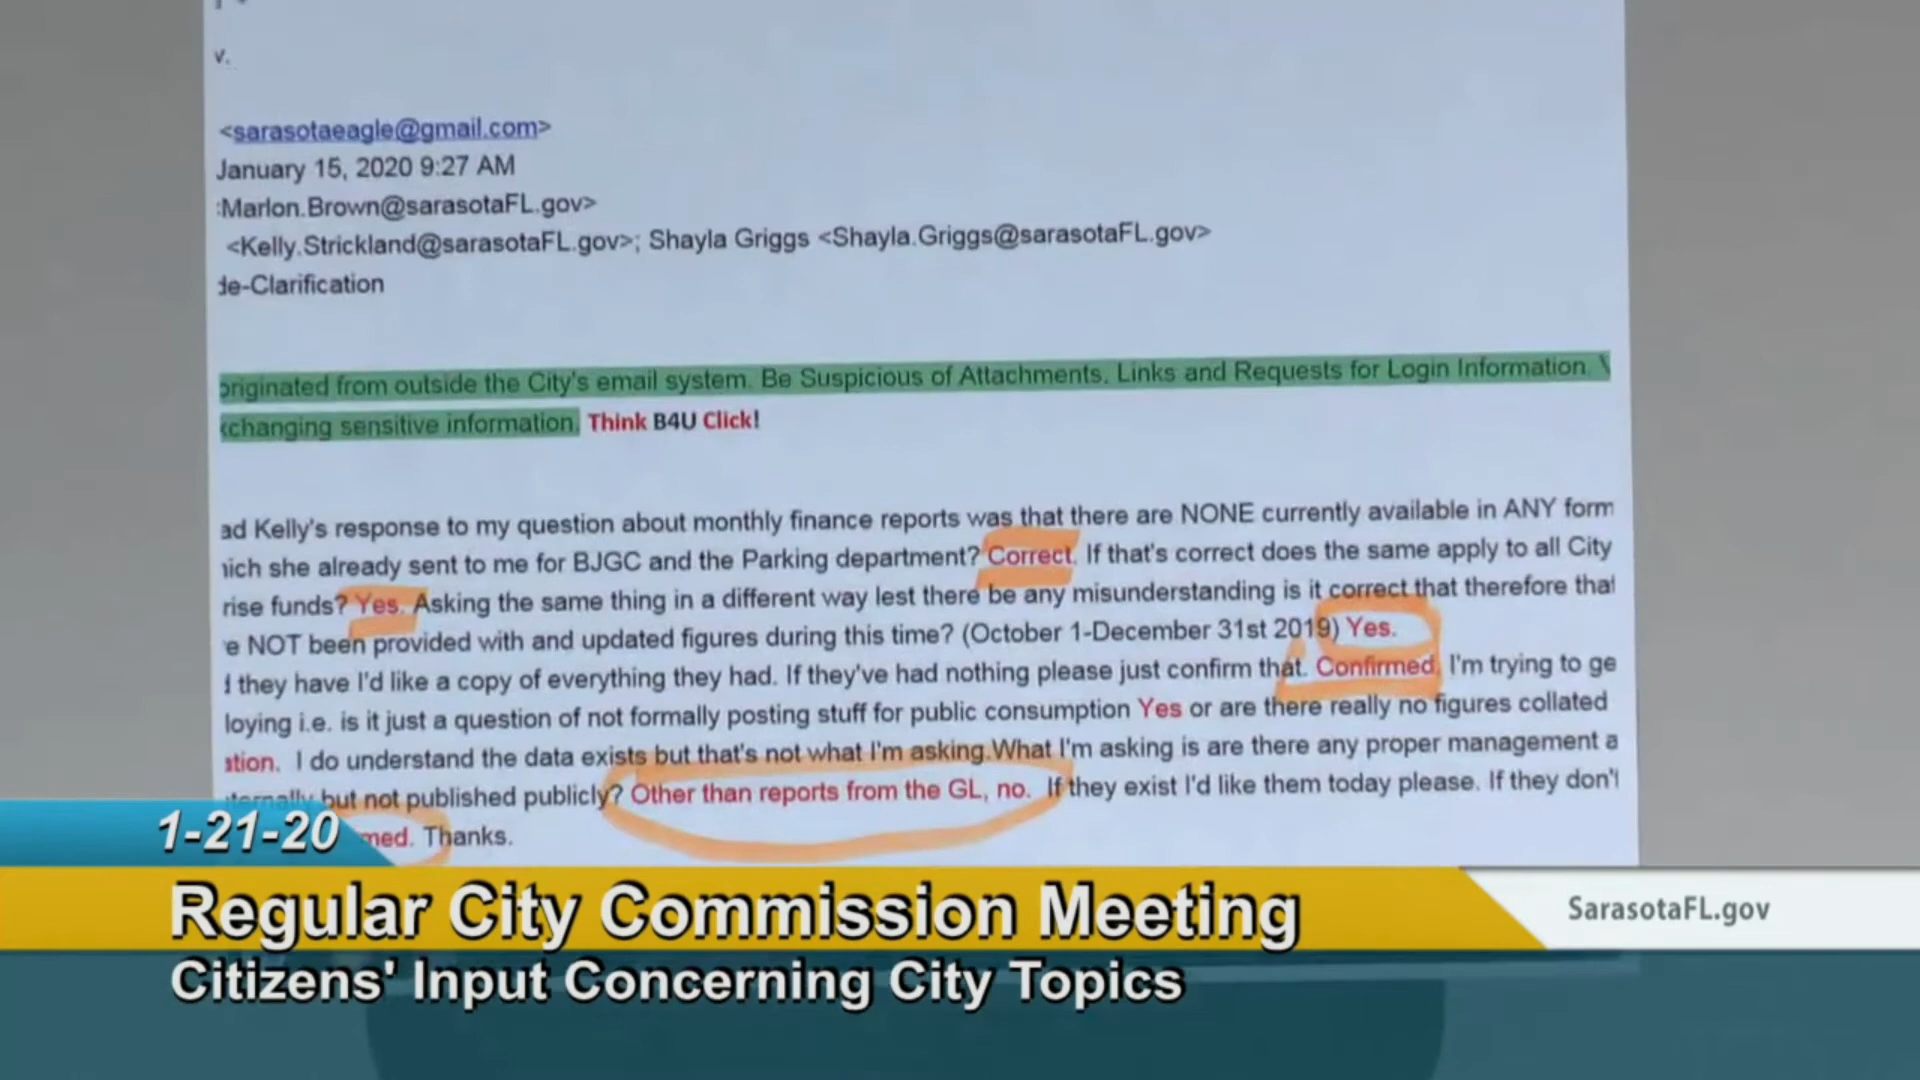 v.
<sarasotaeagle@gmail.com>
January 15, 2020 9:27 AM
:Marlon.Brown@sarasotaFL.gov>
<Kelly.Strickland@sarasotaFL.gov>; Shayla Griggs <Shayla.Griggs@sarasotaFL.gov>
de-Clarification
originated from outside the City's email system. Be Suspicious of Attachments, Links and Requests for Login Information.
xchanging sensitive information. Think B4U Click!
ad Kelly's response to my question about monthly finance reports was that there are NONE currently available in ANY form
hich she already sent to me for BJGC and the Parking department? Correct. If that's correct does the same apply to all City
rise funds? Yes. Asking the same thing in a different way lest there be any misunderstanding is it correct that therefore that
e NOT been provided with and updated figures during this time? (October 1-December 31st 2019) Yes.
they have I'd like a copy of everything they had. If they've had nothing please just confirm that. Confirmed. I'm trying to ge
loying i.e. is it just a question of not formally posting stuff for public consumption Yes or are there really no figures collated
ation. I do understand the data exists but that's not what I'm asking.What I'm asking is are there any proper management a
ternally but not published publicly? Other than reports from the GL, no. If they exist I'd like them today please. If they don't
med. Thanks.
1-21-20
Regular City Commission Meeting
SarasotaFL.gov
Citizens' Input Concerning City Topics